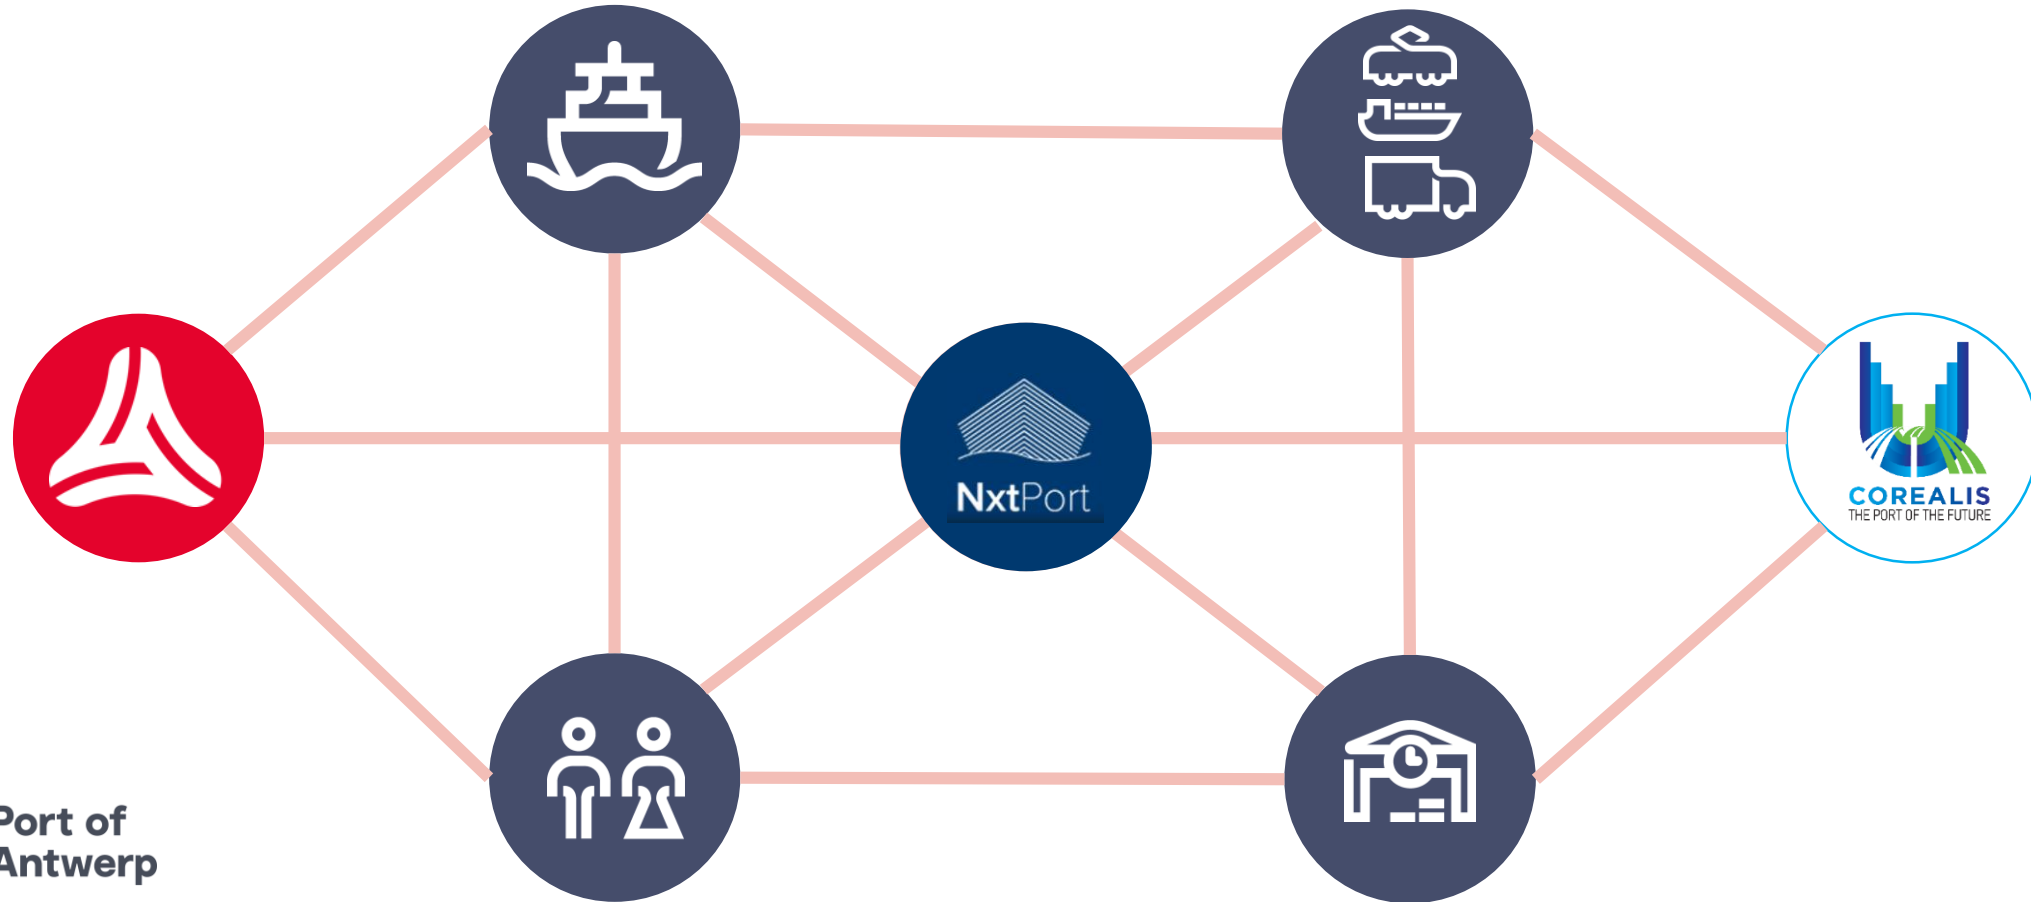 NxtPort
COREALIS
THE PORT OF THE FUTURE
Port of
Antwerp